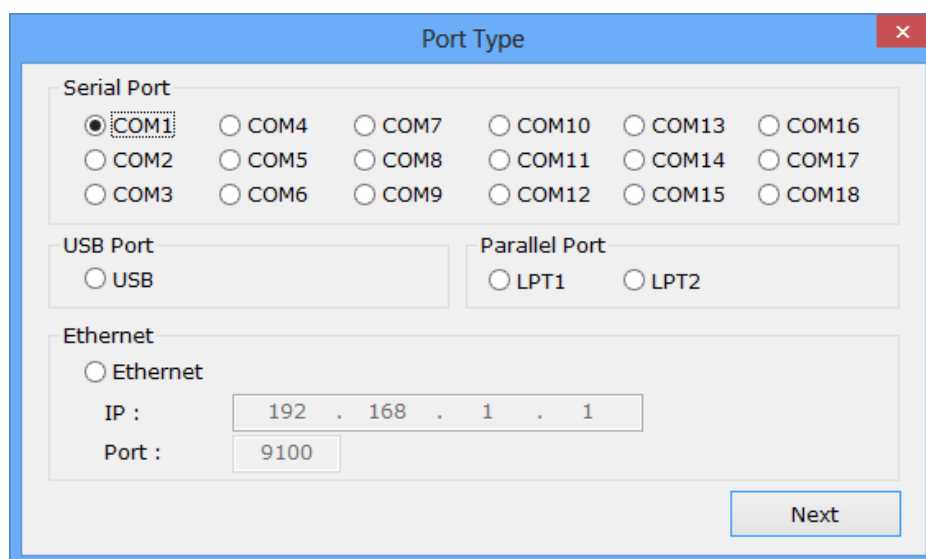 Port Type
Serial Port
COM1 COM4 COM7 COM10 COM13 COM16
COM2 COM5 COM8 COM11 COM14 COM17
COM3 COM6 COM9 COM12 COM15 COM18
USB Port
USB
Parallel Port
LPT1 LPT2
Ethernet
Ethernet
IP : 192 . 168 . 1 . 1
Port : 9100
Next